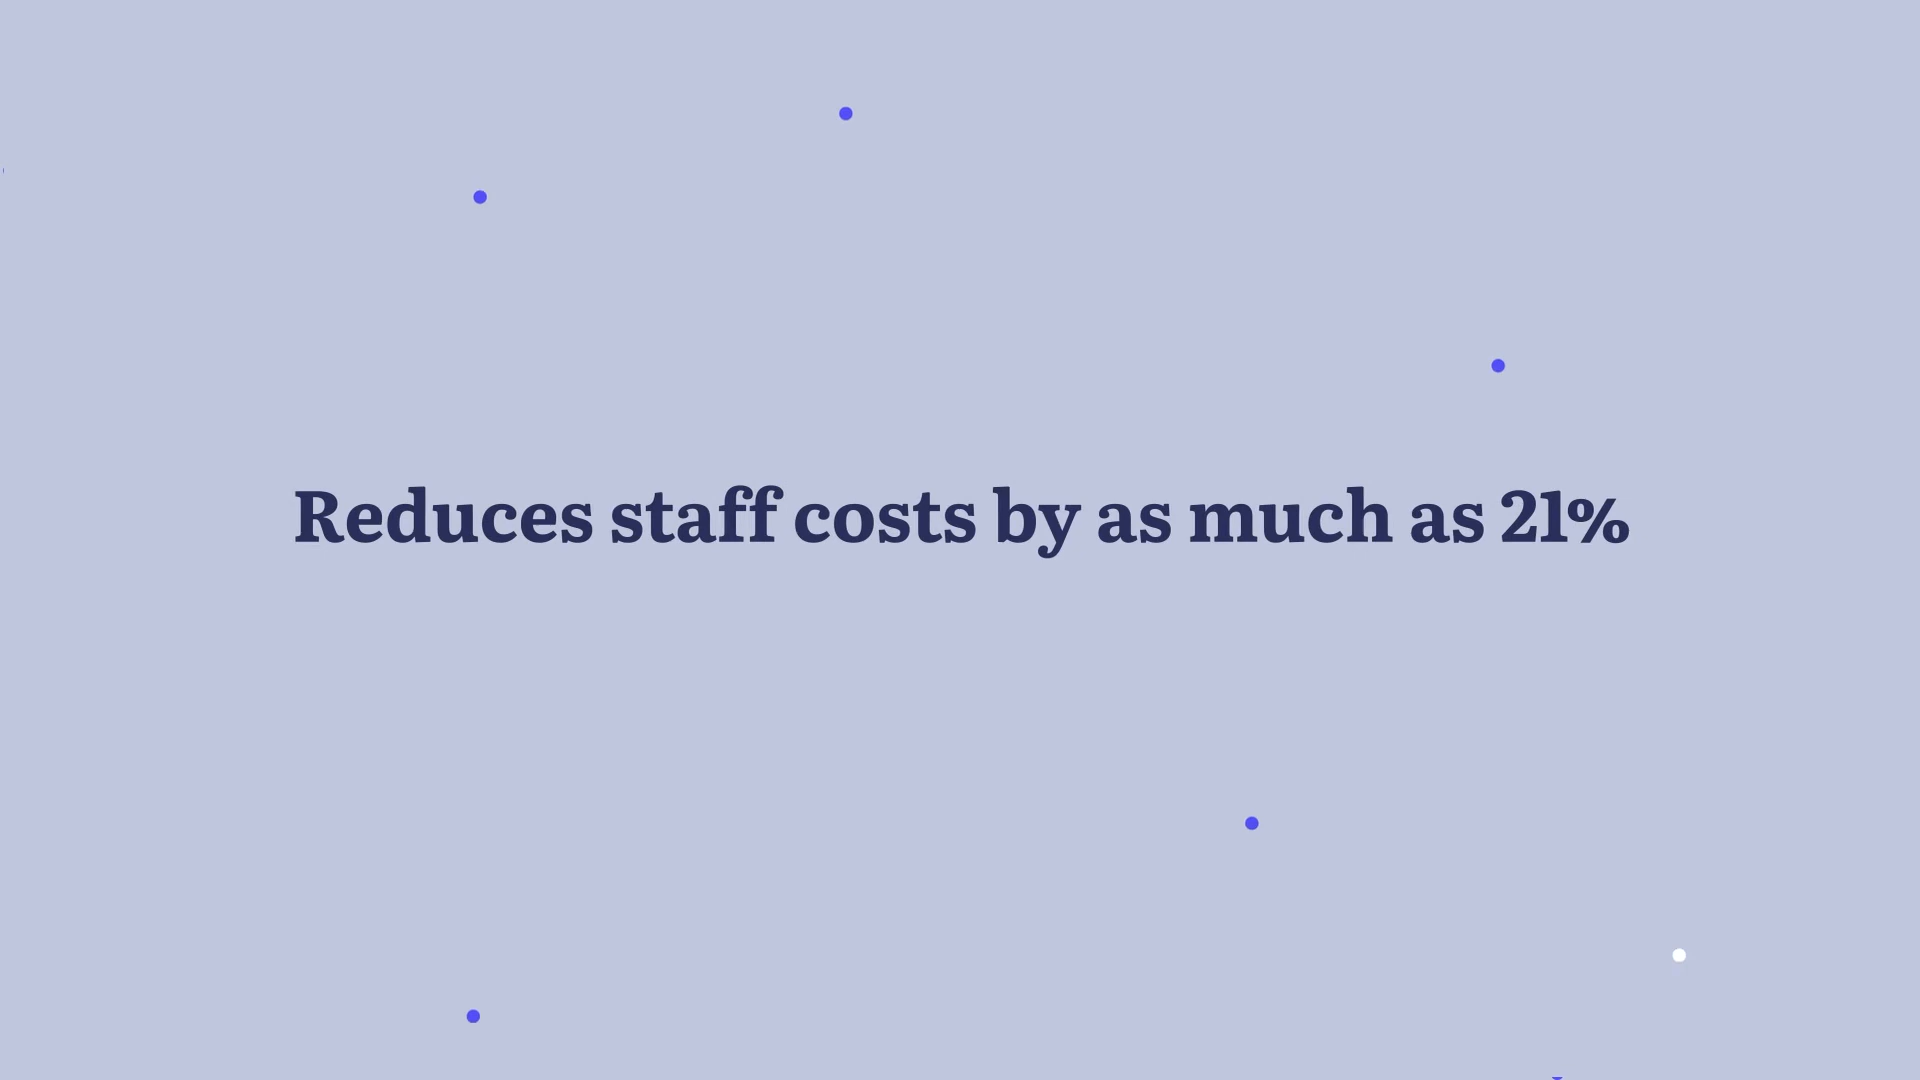 Reduces staff costs by as much as 21%